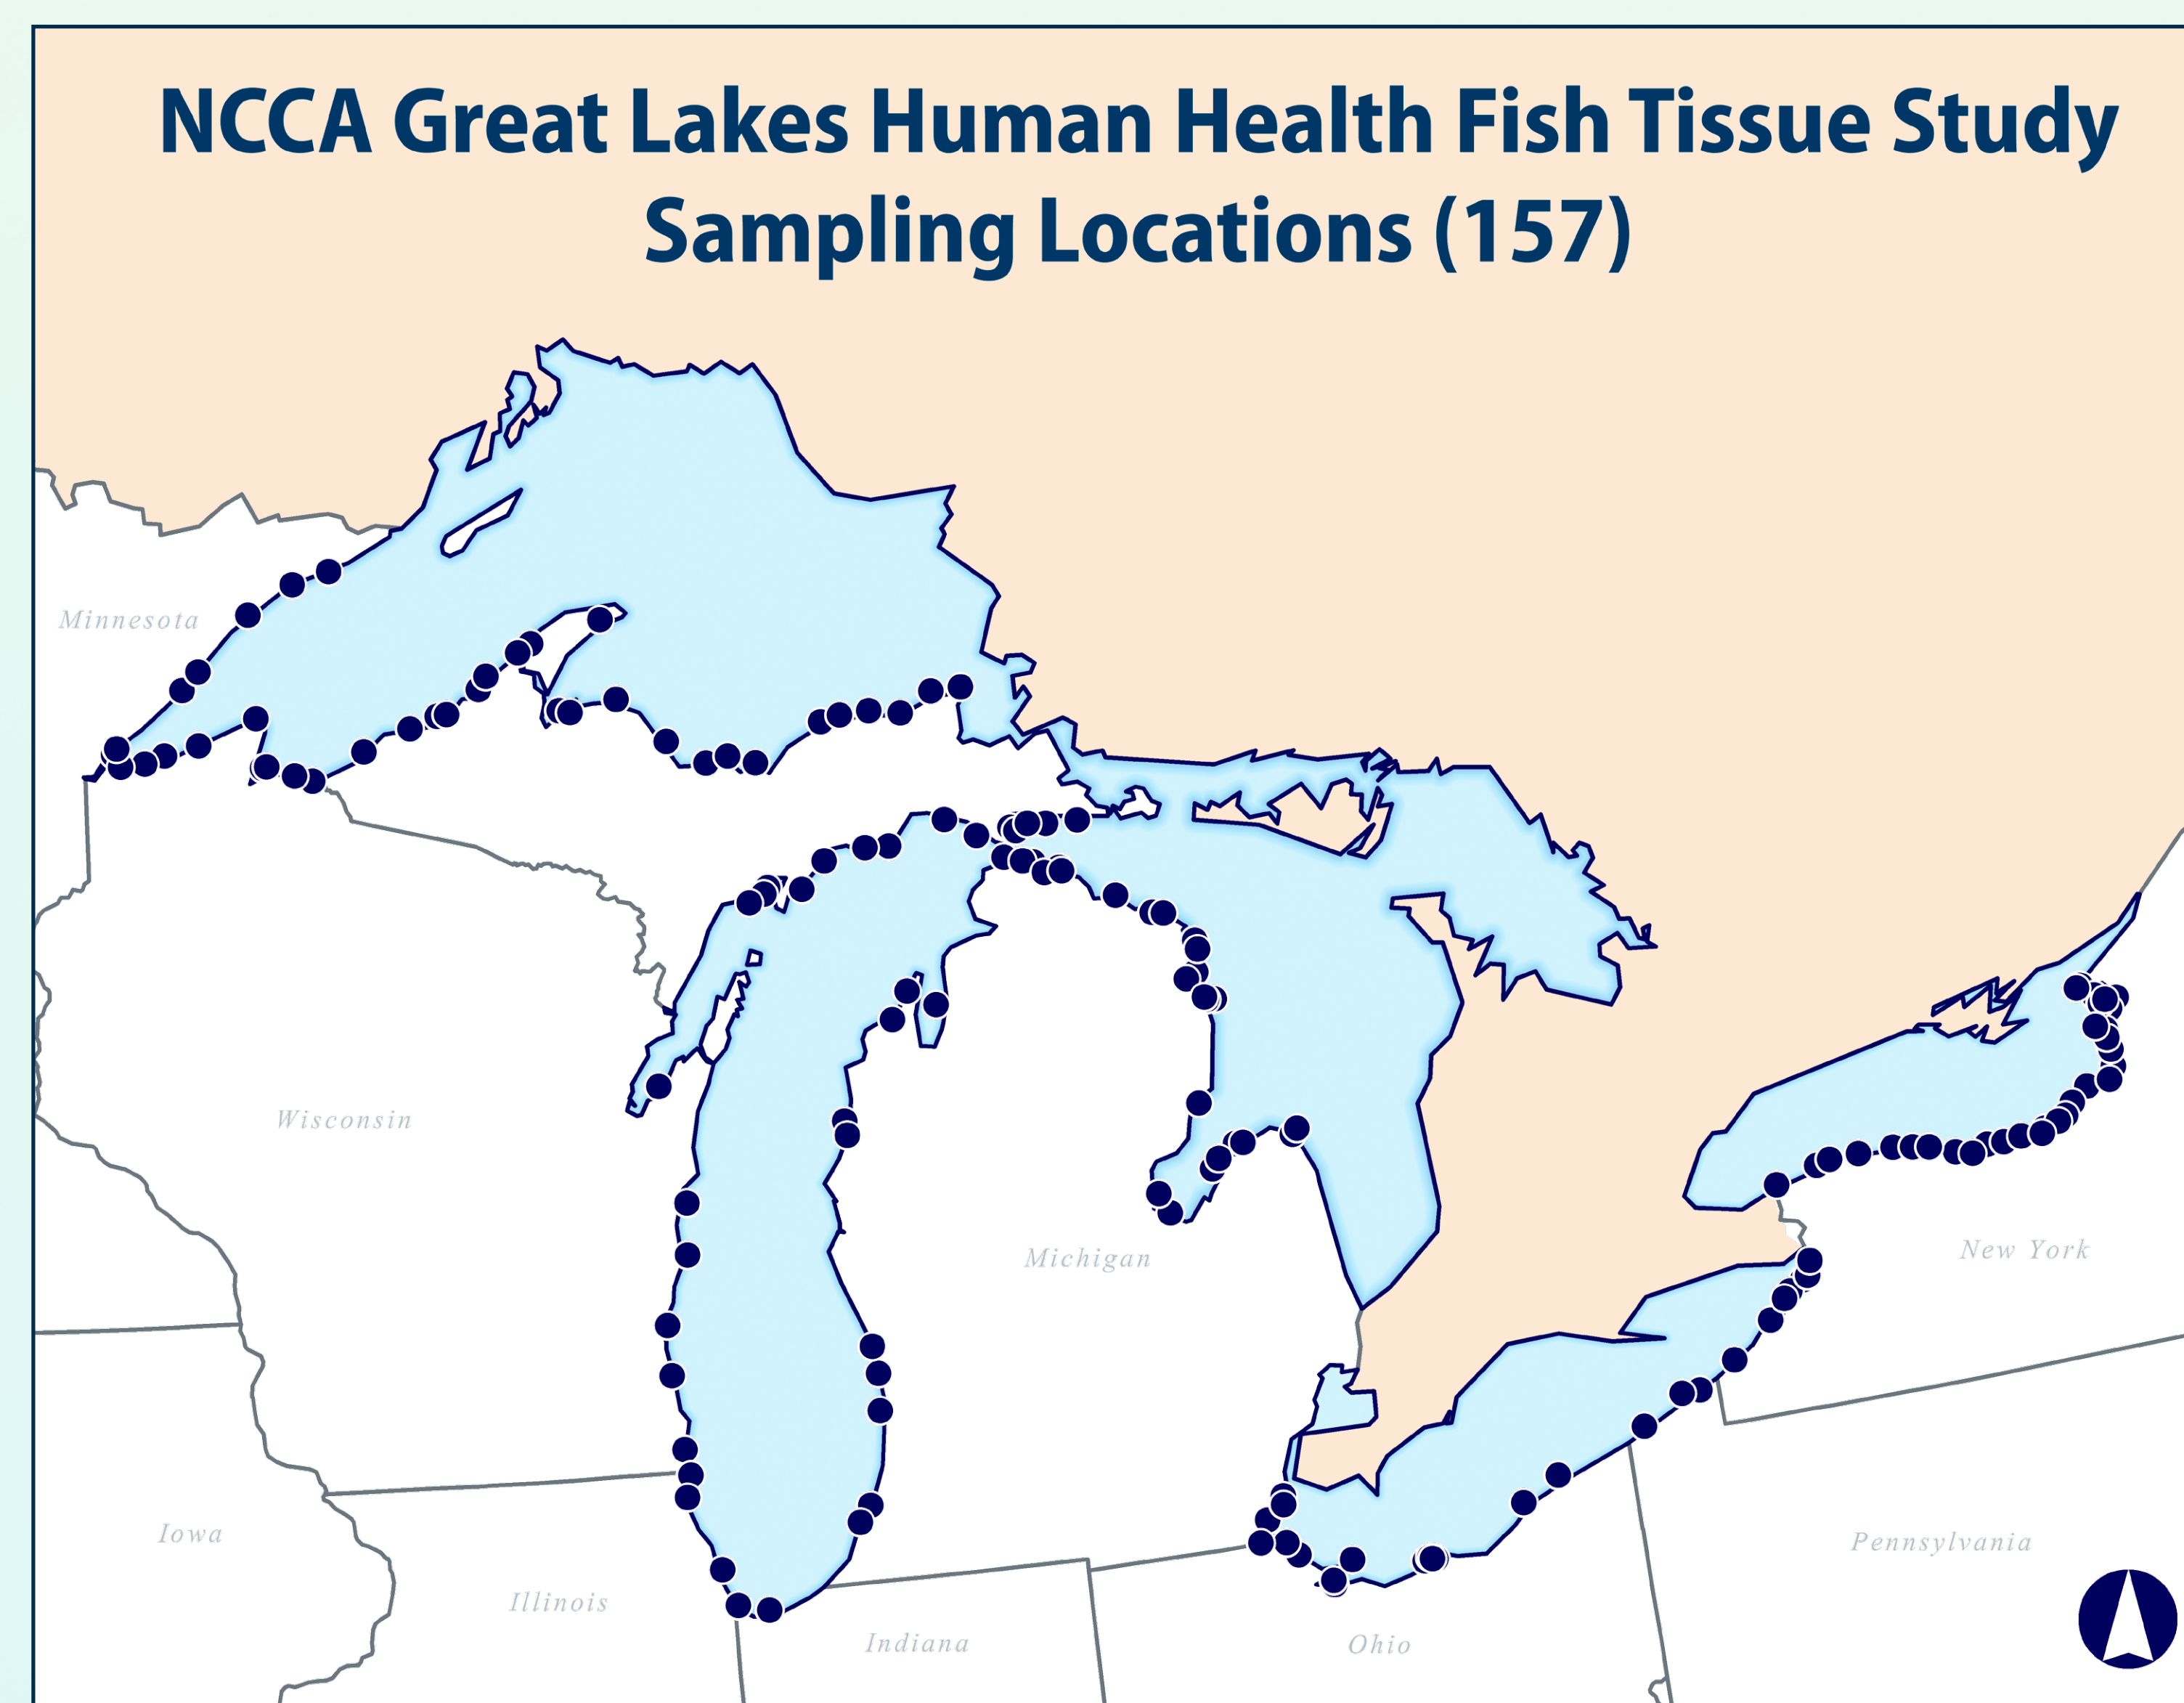 NCCA Great Lakes Human Health Fish Tissue Study
Sampling Locations (157)
Minnesota
Wisconsin
Michigan
New York
Iowa
Illinois
Indiana
Ohio
Pennsylvania